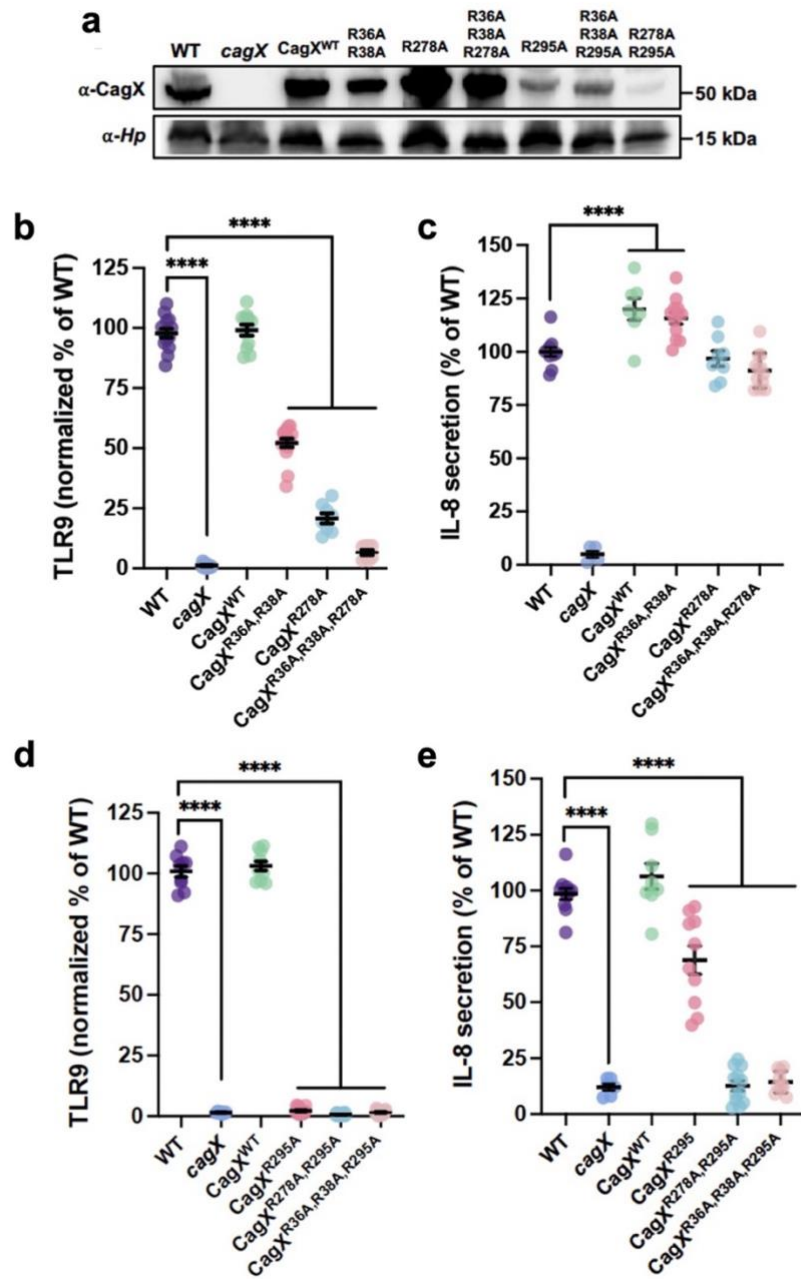 a
WT cagX CagXWT R36A R38A R278A R36A R38A R278A R295A R36A R38A R295A R278A R295A
α-CagX
50 kDa
α-Hp
15 kDa
b
****
****
TLR9 (normalized % of WT)
125
100
75
50
25
0
WT
cagX
CagXWT
CagXR36A,R38A
CagXR278A
CagXR36A,R38A,R278A
c
****
IL-8 secretion (% of WT)
150
125
100
75
50
25
0
WT
cagX
CagXWT
CagXR36A,R38A
CagXR278A
CagXR36A,R38A,R278A
d
****
****
TLR9 (normalized % of WT)
125
100
75
50
25
0
WT
cagX
CagXWT
CagXR295A
CagXR278A,R295A
CagXR36A,R38A,R295A
e
****
****
IL-8 secretion (% of WT)
150
125
100
75
50
25
0
WT
cagX
CagXWT
CagXR295
CagXR278A,R295A
CagXR36A,R38A,R295A